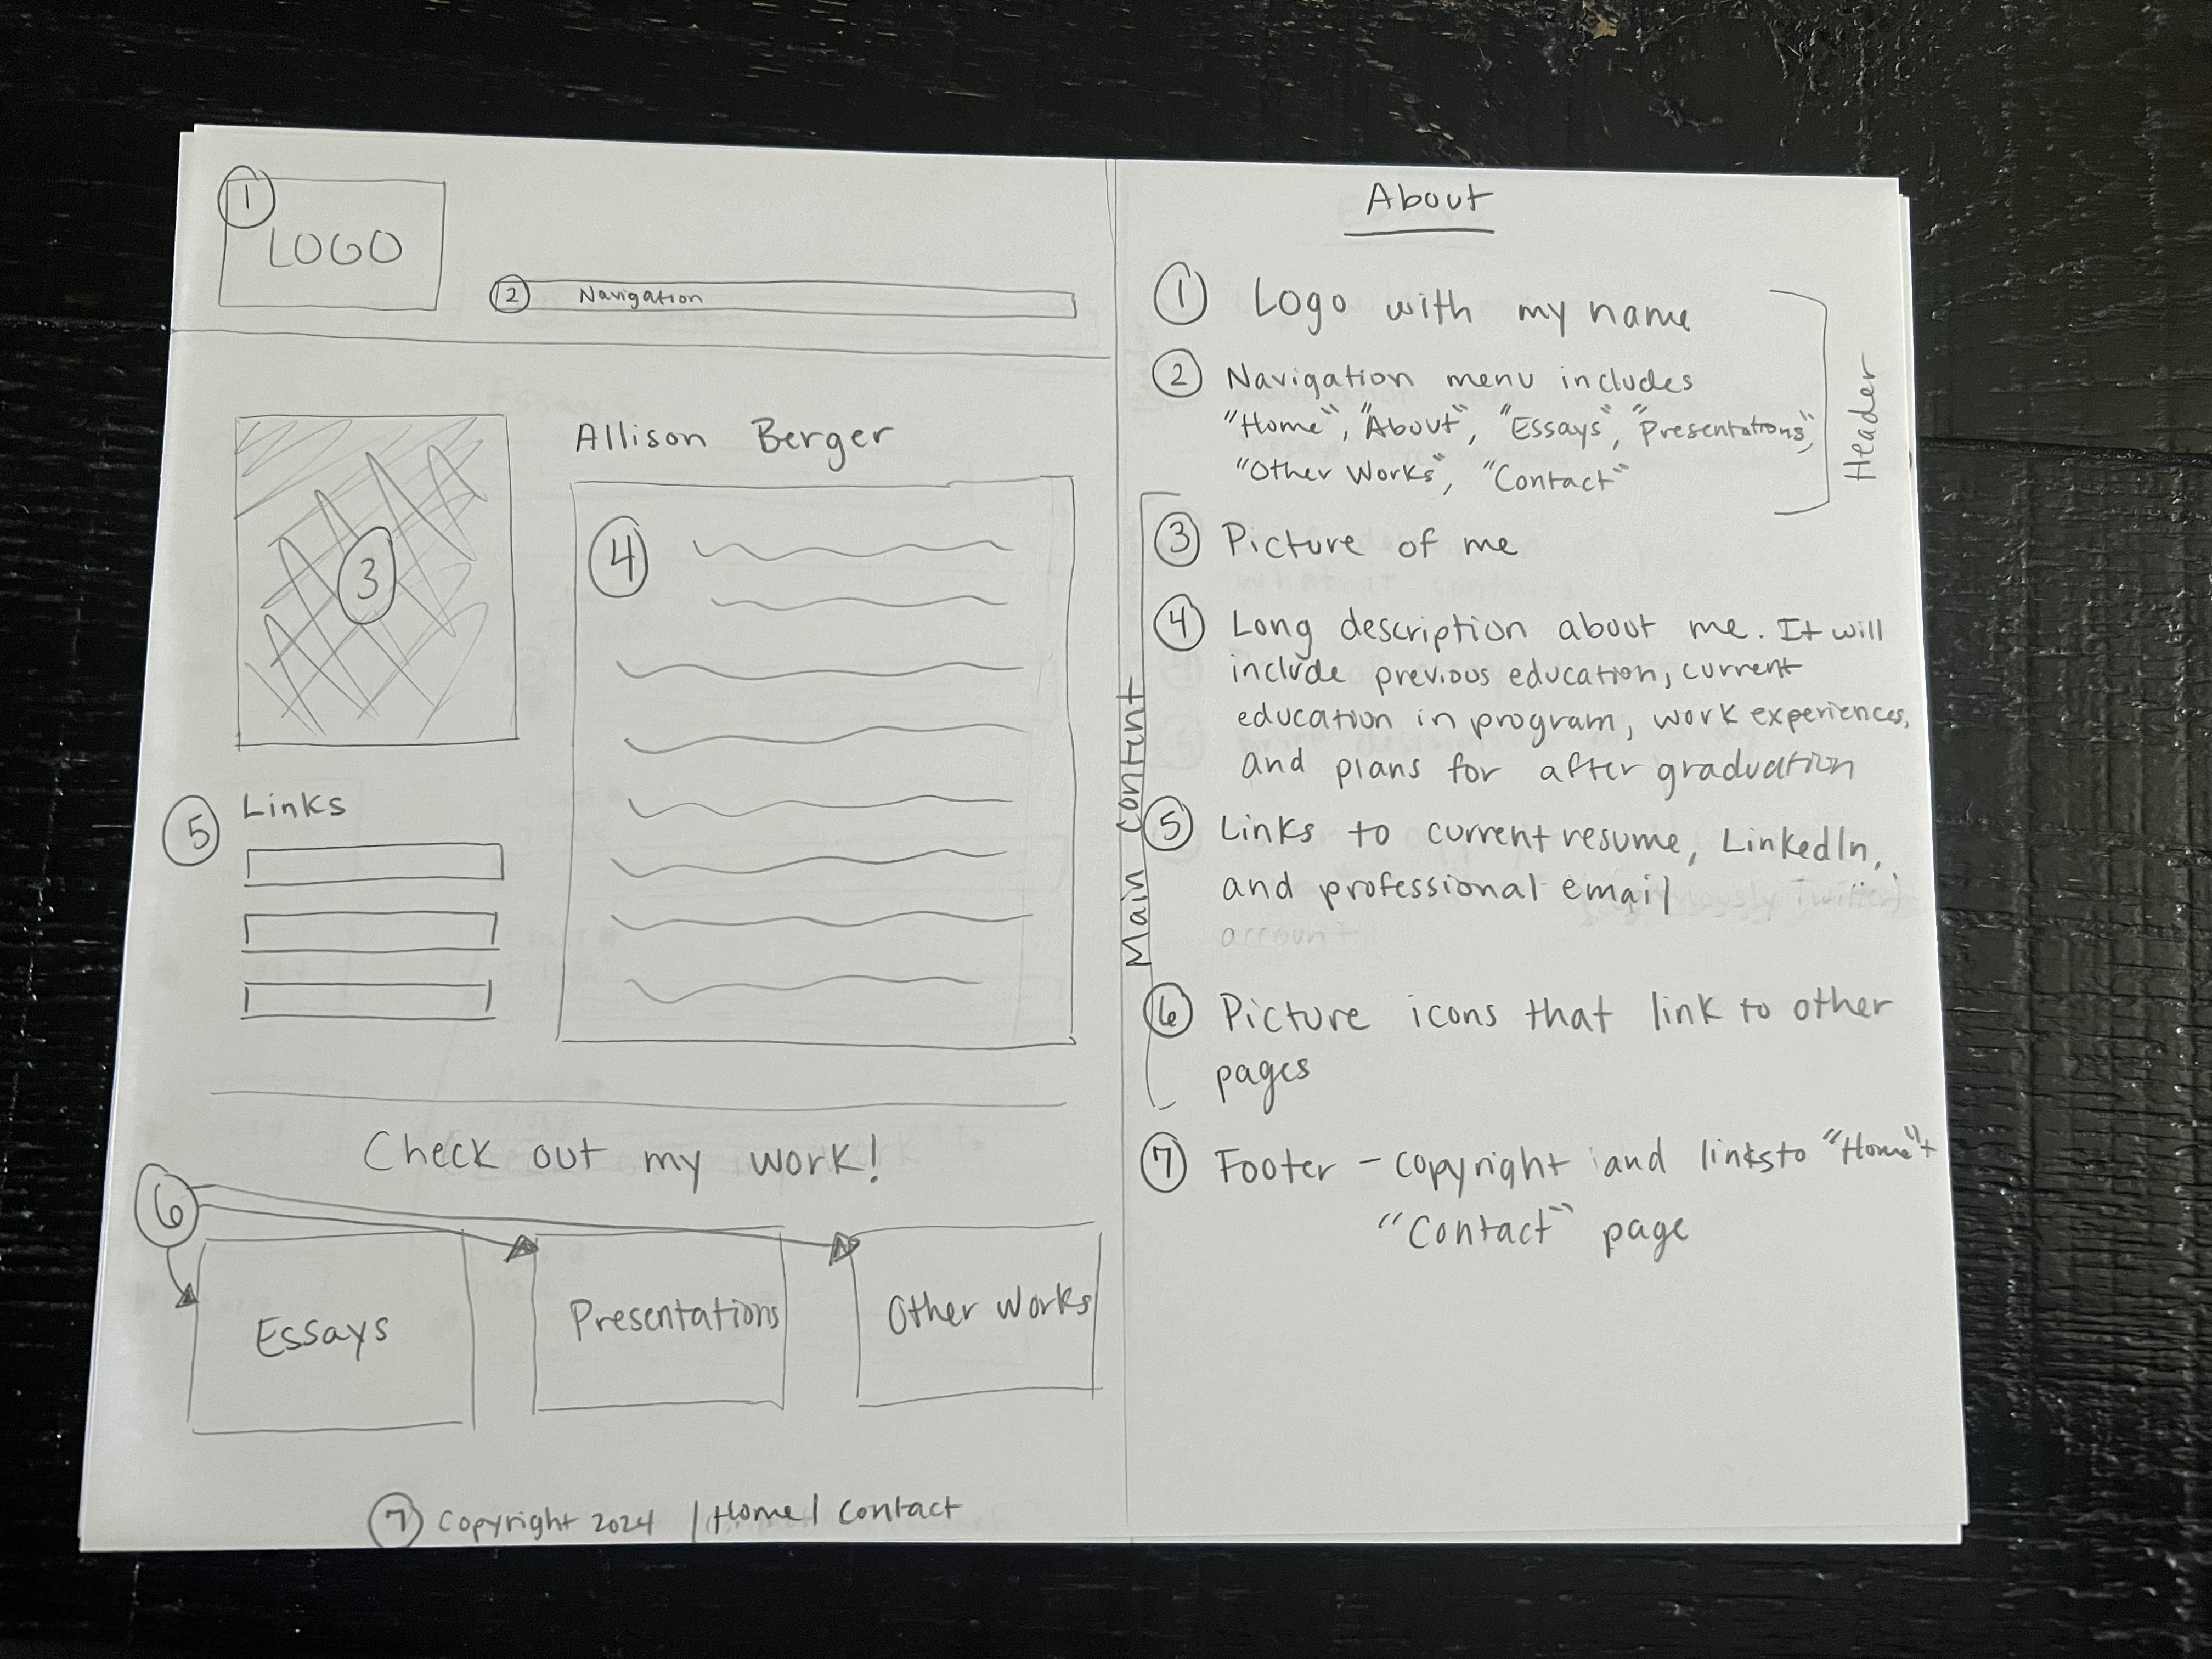 1
LOGO
2 Navigation
3
Allison Berger
4
5 Links
Check out my work!
6
Essays
Presentations
Other Works
7 Copyright 2024 | Home | Contact
About
1 Logo with my name
2 Navigation menu includes
"Home", "About", "Essays", "Presentations",
"Other Works", "Contact"
Header
3 Picture of me
4 Long description about me. It will
include previous education, current
education in program, work experiences,
and plans for after graduation
Main Content
5 Links to current resume, LinkedIn,
and professional email
account
6 Picture icons that link to other
pages
7 Footer - copyright and links to "Home" +
"Contact" page